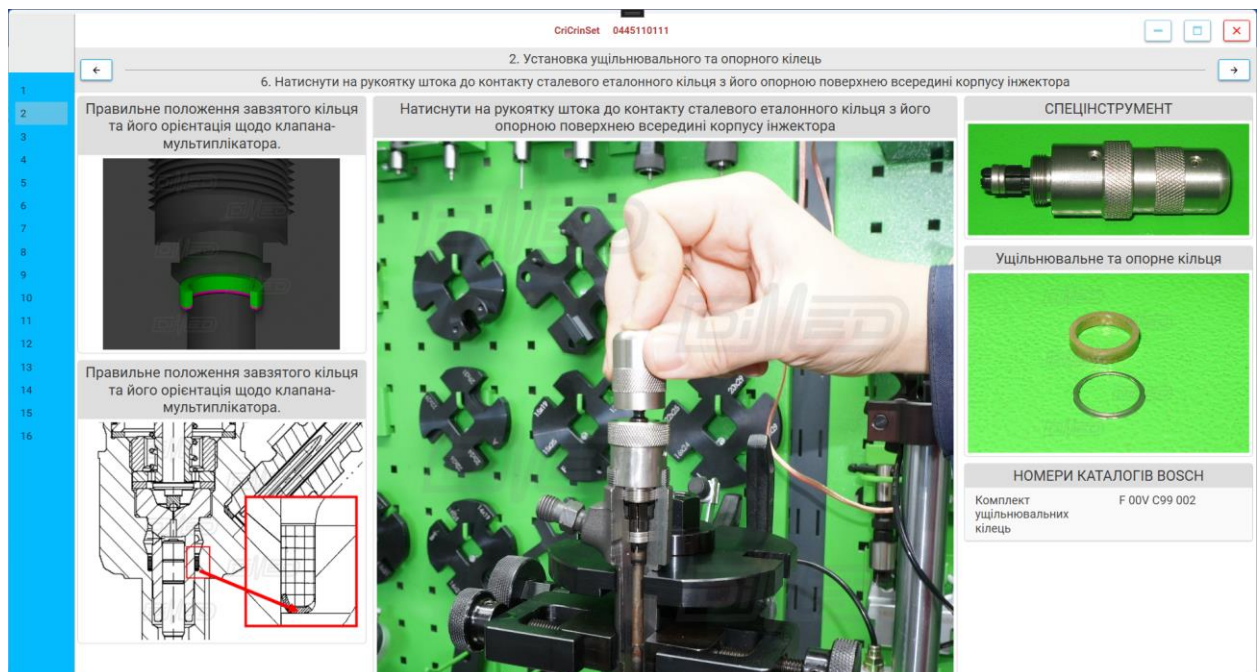 CriCrinSet 0445110111
2. Установка ущільнювального та опорного кілець
6. Натиснути на рукоятку штока до контакту сталевого еталонного кільця з його опорною поверхнею всередині корпусу інжектора
1
2
3
4
5
6
7
8
9
10
11
12
13
14
15
16
Правильне положення завзятого кільця
та його орієнтація щодо клапана-
мультиплікатора.
DiMED
Правильне положення завзятого кільця
та його орієнтація щодо клапана-
мультиплікатора.
Натиснути на рукоятку штока до контакту сталевого еталонного кільця з його
опорною поверхнею всередині корпусу інжектора
DiMED
СПЕЦІНСТРУМЕНТ
Ущільнювальне та опорне кільце
НОМЕРИ КАТАЛОГІВ BOSCH
Комплект F 00V C99 002
ущільнювальних
кілець